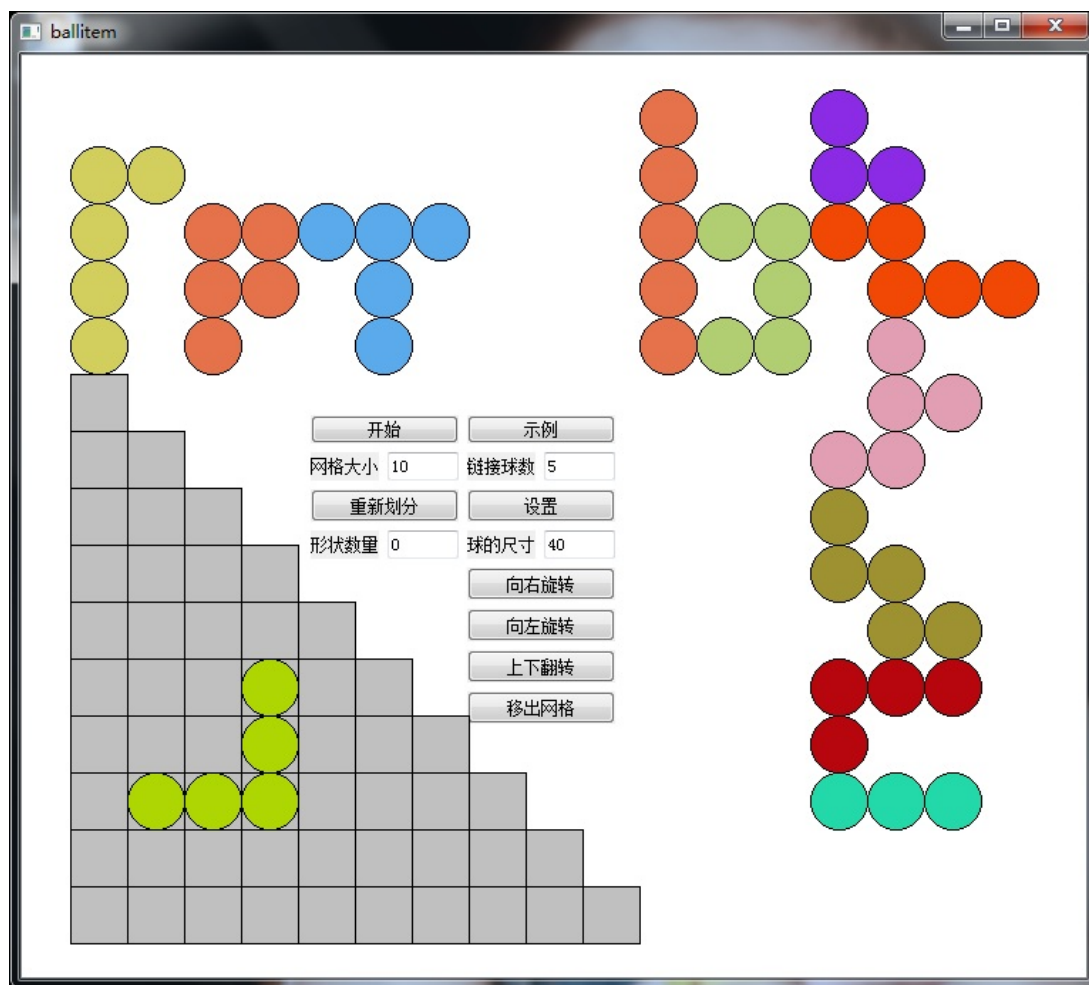 ballitem
开始 示例
网格大小 10 链接球数 5
重新划分 设置
形状数量 0 球的尺寸 40
向右旋转
向左旋转
上下翻转
移出网格